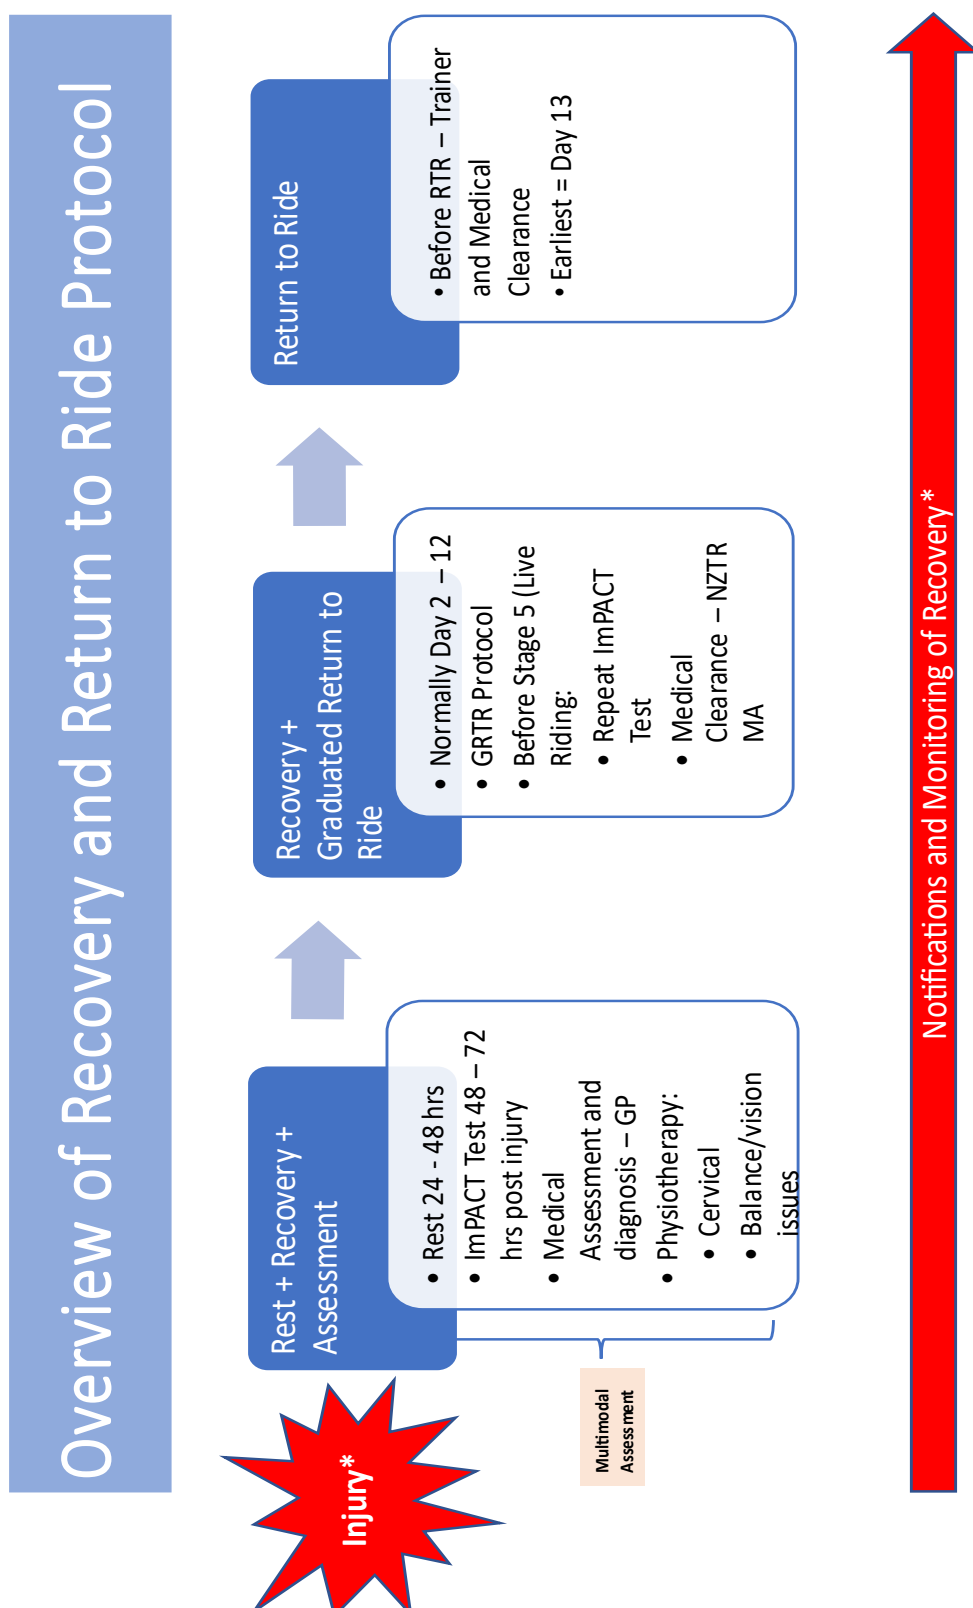 Overview of Recovery and Return to Ride Protocol
Injury*
Multimodal
Assessment
Rest + Recovery +
Assessment
• Rest 24 - 48 hrs
• ImPACT Test 48 – 72
hrs post injury
• Medical
Assessment and
diagnosis – GP
• Physiotherapy:
• Cervical
• Balance/vision
issues
Recovery +
Graduated Return to
Ride
• Normally Day 2 – 12
• GRTR Protocol
• Before Stage 5 (Live
Riding:
• Repeat ImPACT
Test
• Medical
Clearance – NZTR
MA
Return to Ride
• Before RTR – Trainer
and Medical
Clearance
• Earliest = Day 13
Notifications and Monitoring of Recovery*